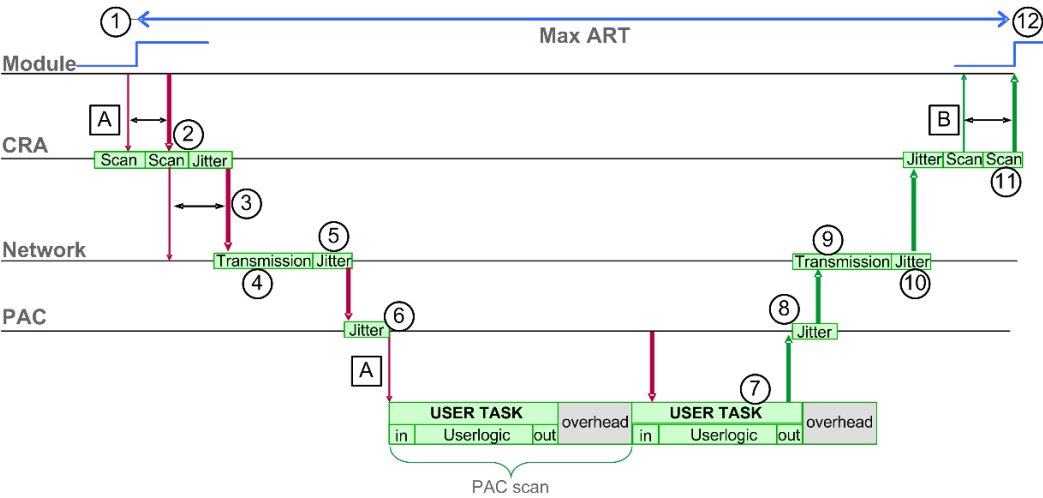 1
12
Max ART
Module
A
2
B
CRA
Scan Scan Jitter
Jitter Scan Scan
11
3
Network
5
9
Transmission Jitter
Transmission Jitter
4
10
PAC
6
8
Jitter
Jitter
A
7
USER TASK overhead USER TASK overhead
in Userlogic out in Userlogic out
PAC scan